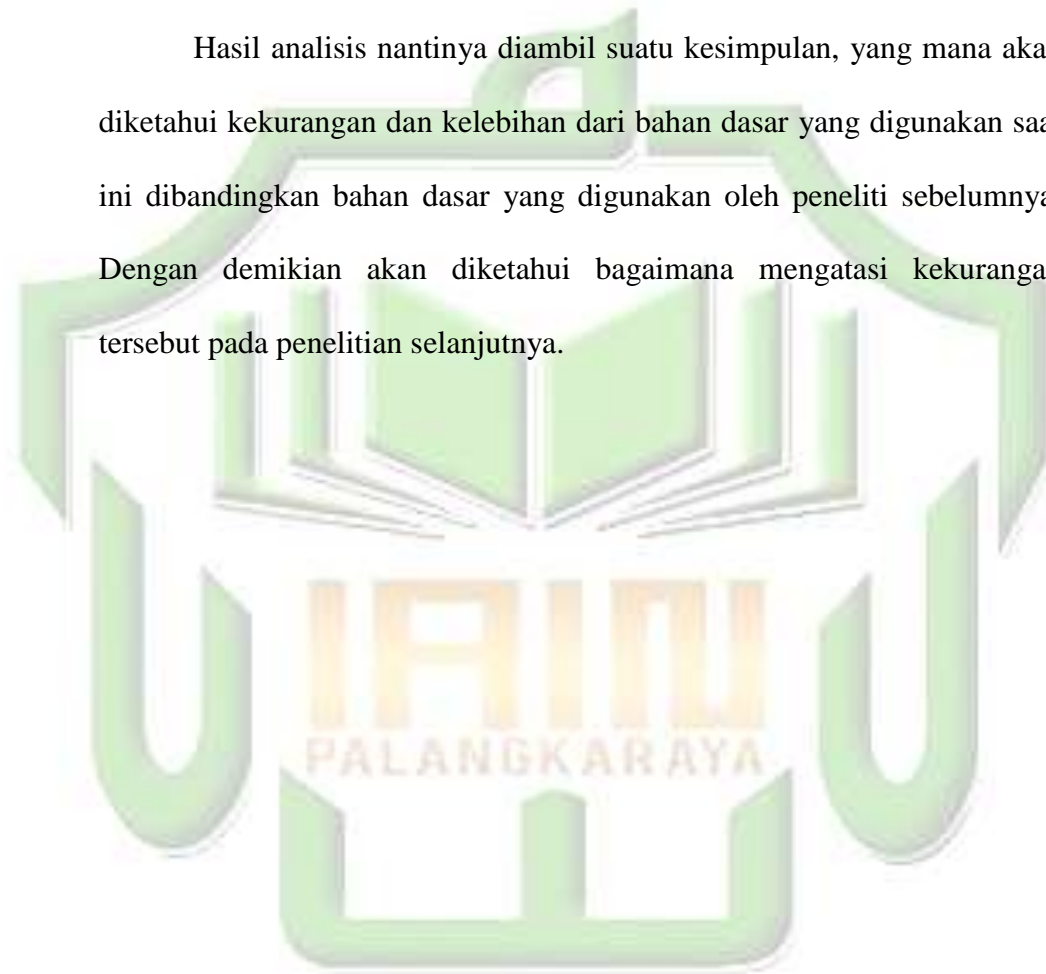 Hasil analisis nantinya diambil suatu kesimpulan, yang mana aka
diketahui kekurangan dan kelebihan dari bahan dasar yang digunakan saa
ini dibandingkan bahan dasar yang digunakan oleh peneliti sebelumnya
Dengan demikian akan diketahui bagaimana mengatasi kekuranga
tersebut pada penelitian selanjutnya.
IAIN
PALANGKARAYA